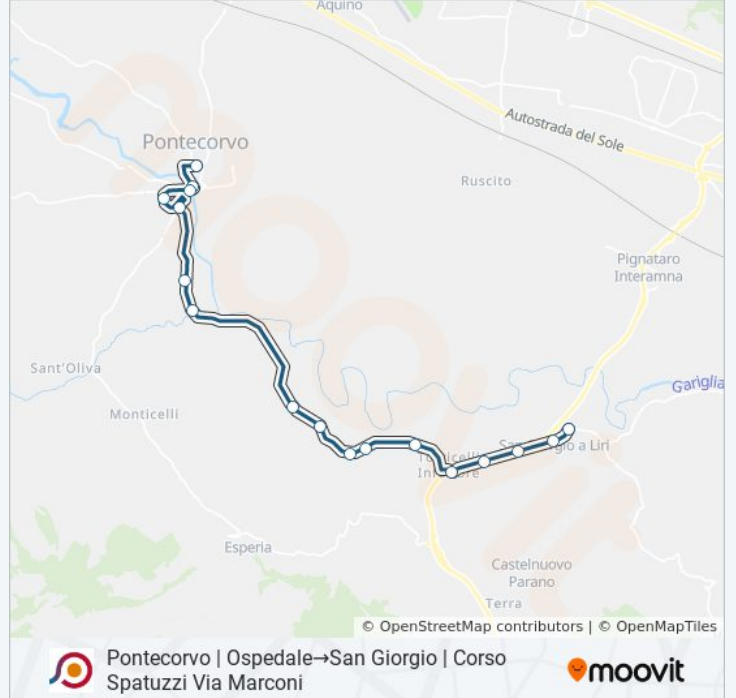 Aquino
Autostrada del Sole
Pontecorvo
Ruscito
Pignataro
Interamna
Sant'Oliva
Monticelli
Gariglia
San Giorgio a Liri
Esperia
Castelnuovo
Parano
Terra
© OpenStreetMap contributors | © OpenMapTiles
Pontecorvo | Ospedale→San Giorgio | Corso
Spatuzzi Via Marconi
moovit